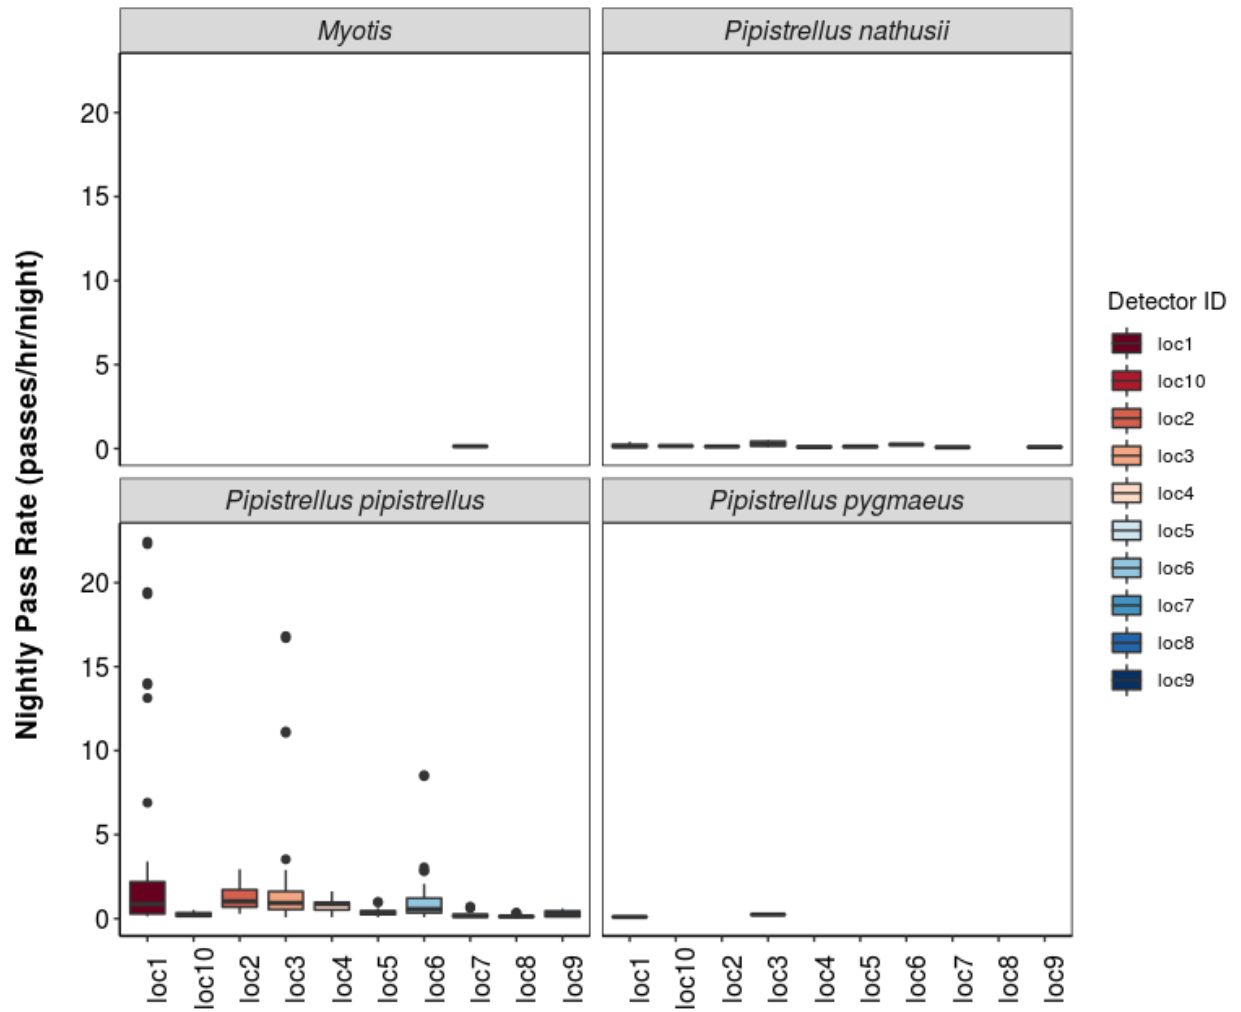 Myotis
Pipistrellus nathusii
20
15
10
5
0
Pipistrellus pipistrellus
Pipistrellus pygmaeus
20
15
10
5
0
loc1
loc10
loc2
loc3
loc4
loc5
loc6
loc7
loc8
loc9
loc1
loc10
loc2
loc3
loc4
loc5
loc6
loc7
loc8
loc9
Nightly Pass Rate (passes/hr/night)
Detector ID
loc1
loc10
loc2
loc3
loc4
loc5
loc6
loc7
loc8
loc9